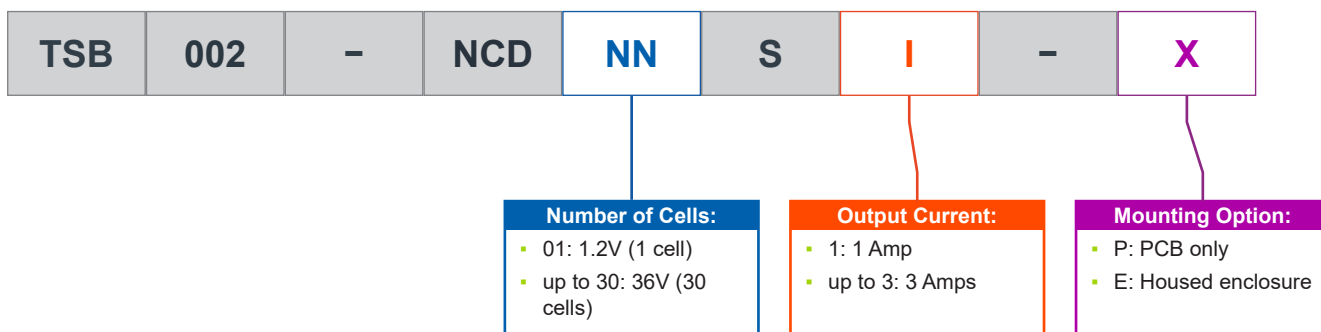 TSB 002 – NCD NN S I – X
Number of Cells:
▪ 01: 1.2V (1 cell)
▪ up to 30: 36V (30
cells)
Output Current:
▪ 1: 1 Amp
▪ up to 3: 3 Amps
Mounting Option:
▪ P: PCB only
▪ E: Housed enclosure